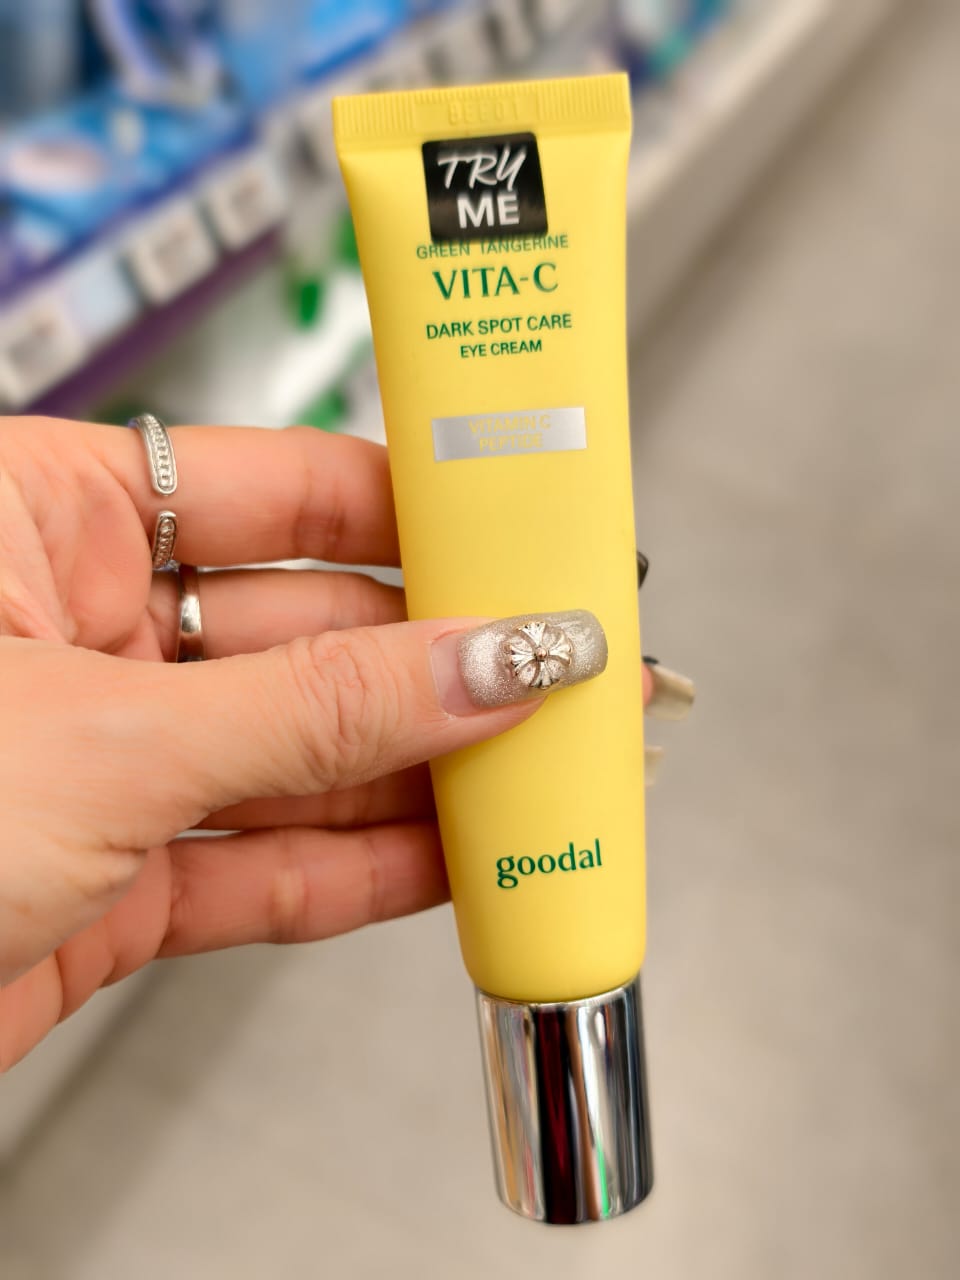 TRY
ME
GREEN TANGERINE
VITA-C
DARK SPOT CARE
EYE CREAM
VITAMIN C
PEPTIDE
goodal